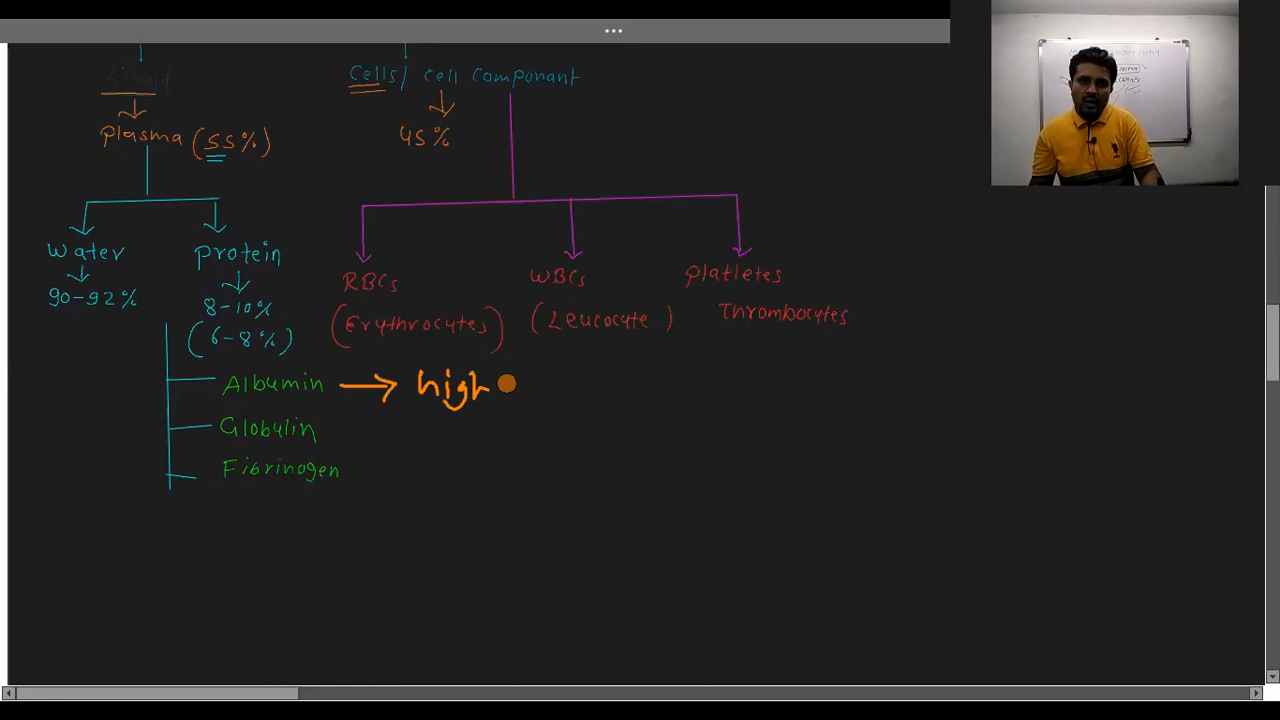 Liquid
Cells/ cell componant
plasma (55%)
45%
water
protein
90-92%
8-10%
(6-8%)
RBCs
WBCs
platletes
(Erythrocytes)
(Leucocyte )
Thrombocytes
Albumin → high
Globulin
Fibrinogen